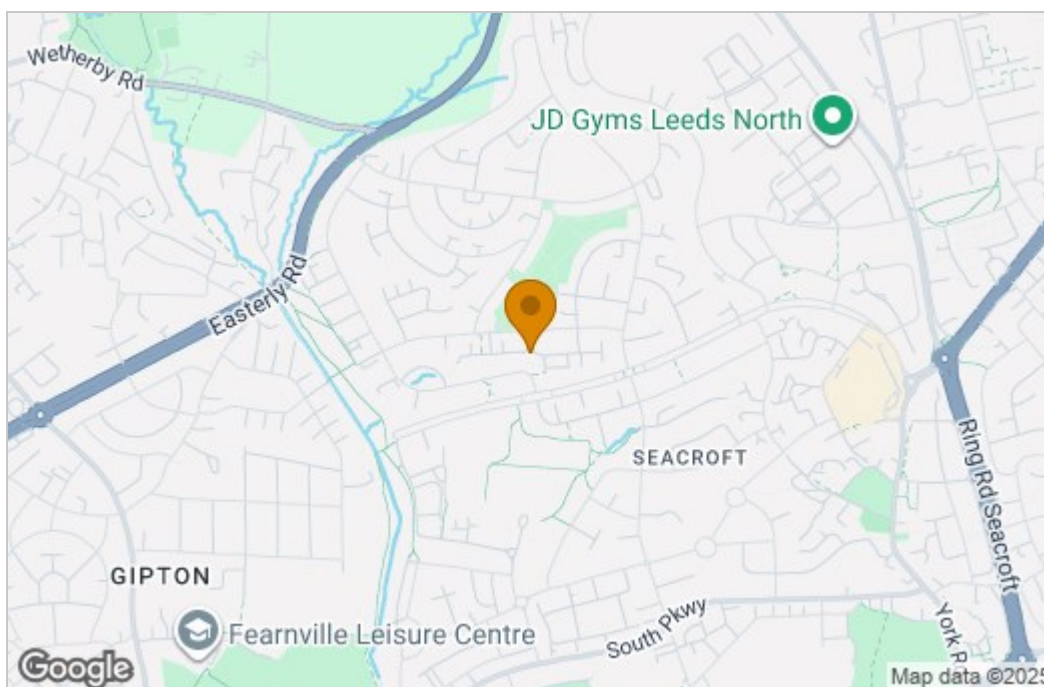 Wetherby Rd
JD Gyms Leeds North
Easterly Rd
SEACROFT
Ring Rd Seacroft
GIPTON
Fearnville Leisure Centre
South Pkwy
York Rd
Google
Map data ©2025